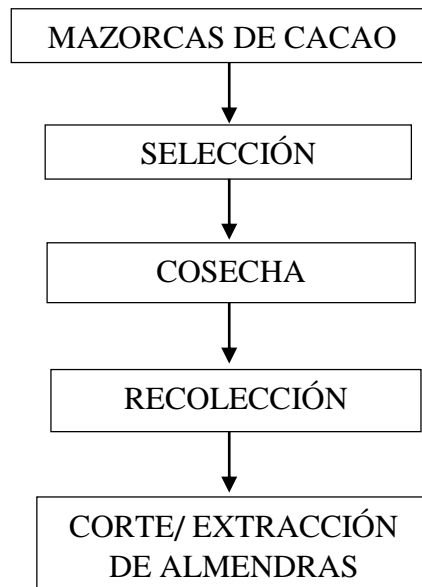 MAZORCAS DE CACAO
SELECCIÓN
COSECHA
RECOLECCIÓN
CORTE/ EXTRACCIÓN
DE ALMENDRAS